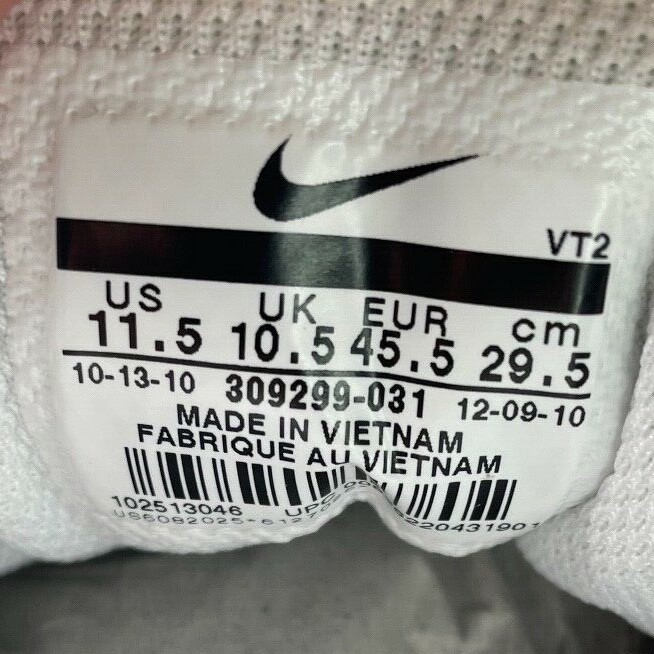 VT2
US UK EUR cm
11.5 10.5 45.5 29.5
10-13-10 309299-031 12-09-10
MADE IN VIETNAM
FABRIQUE AU VIETNAM
102513046 UPC